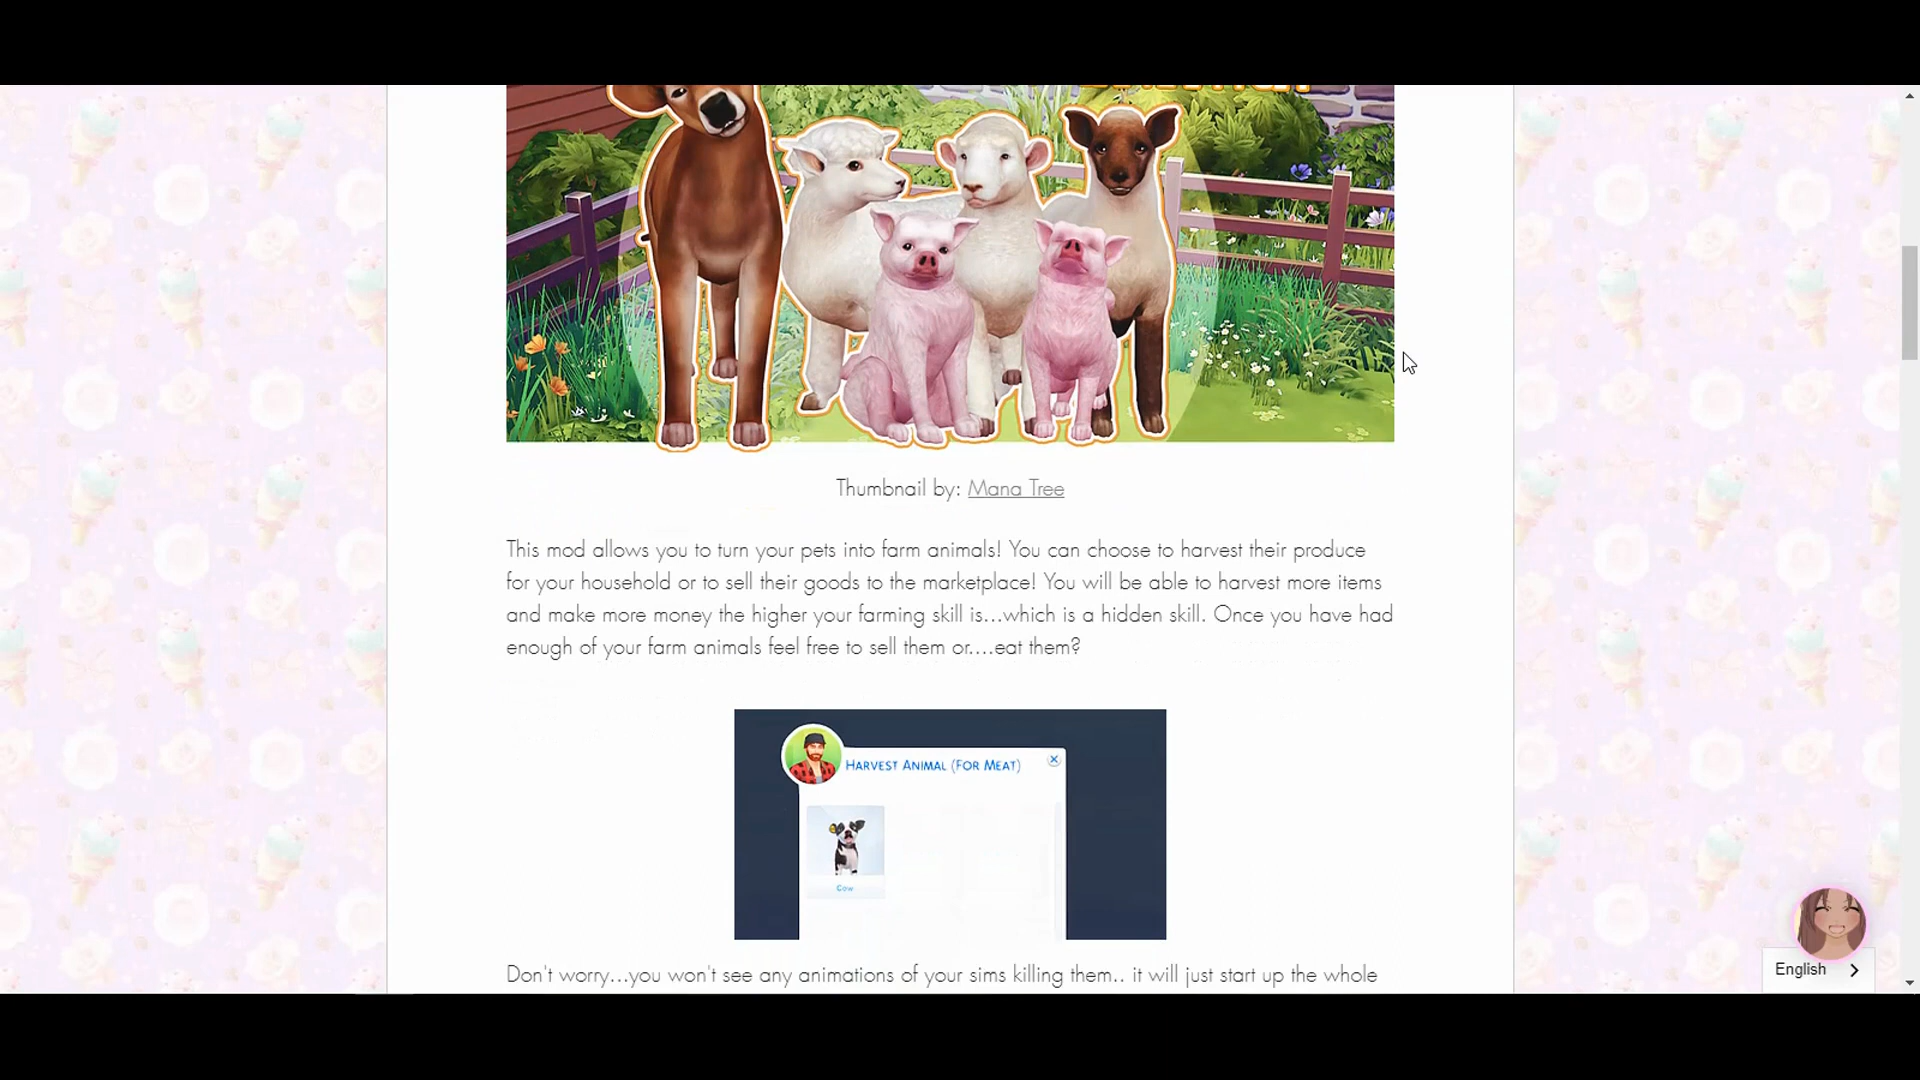 Thumbnail by: Mana Tree
This mod allows you to turn your pets into farm animals! You can choose to harvest their produce
for your household or to sell their goods to the marketplace! You will be able to harvest more items
and make more money the higher your farming skill is...which is a hidden skill. Once you have had
enough of your farm animals feel free to sell them or....eat them?
Harvest Animal (For Meat)
Cow
Don't worry...you won't see any animations of your sims killing them.. it will just start up the whole
English